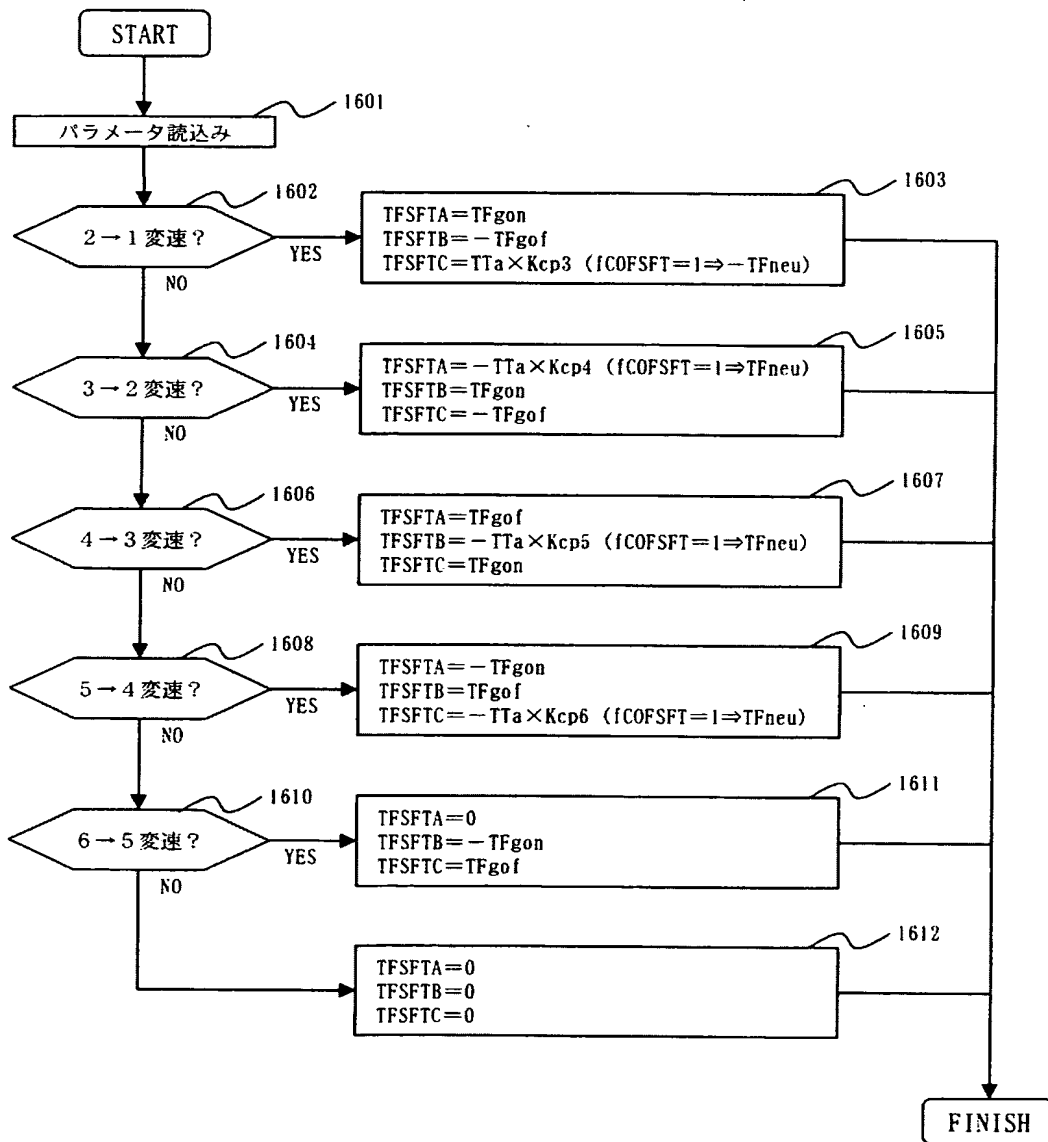 START
1601
パラメータ読込み
1602
2→1変速?
YES
NO
1603
TFSFTA=TFgon
TFSFTB=-TFgof
TFSFTC=TTa×Kcp3 (fCOFSFT=1⇒-TFneu)
1604
3→2変速?
YES
NO
1605
TFSFTA=-TTa×Kcp4 (fCOFSFT=1⇒TFneu)
TFSFTB=TFgon
TFSFTC=-TFgof
1606
4→3変速?
YES
NO
1607
TFSFTA=TFgof
TFSFTB=-TTa×Kcp5 (fCOFSFT=1⇒TFneu)
TFSFTC=TFgon
1608
5→4変速?
YES
NO
1609
TFSFTA=-TFgon
TFSFTB=TFgof
TFSFTC=-TTa×Kcp6 (fCOFSFT=1⇒TFneu)
1610
6→5変速?
YES
NO
1611
TFSFTA=0
TFSFTB=-TFgon
TFSFTC=TFgof
1612
TFSFTA=0
TFSFTB=0
TFSFTC=0
FINISH